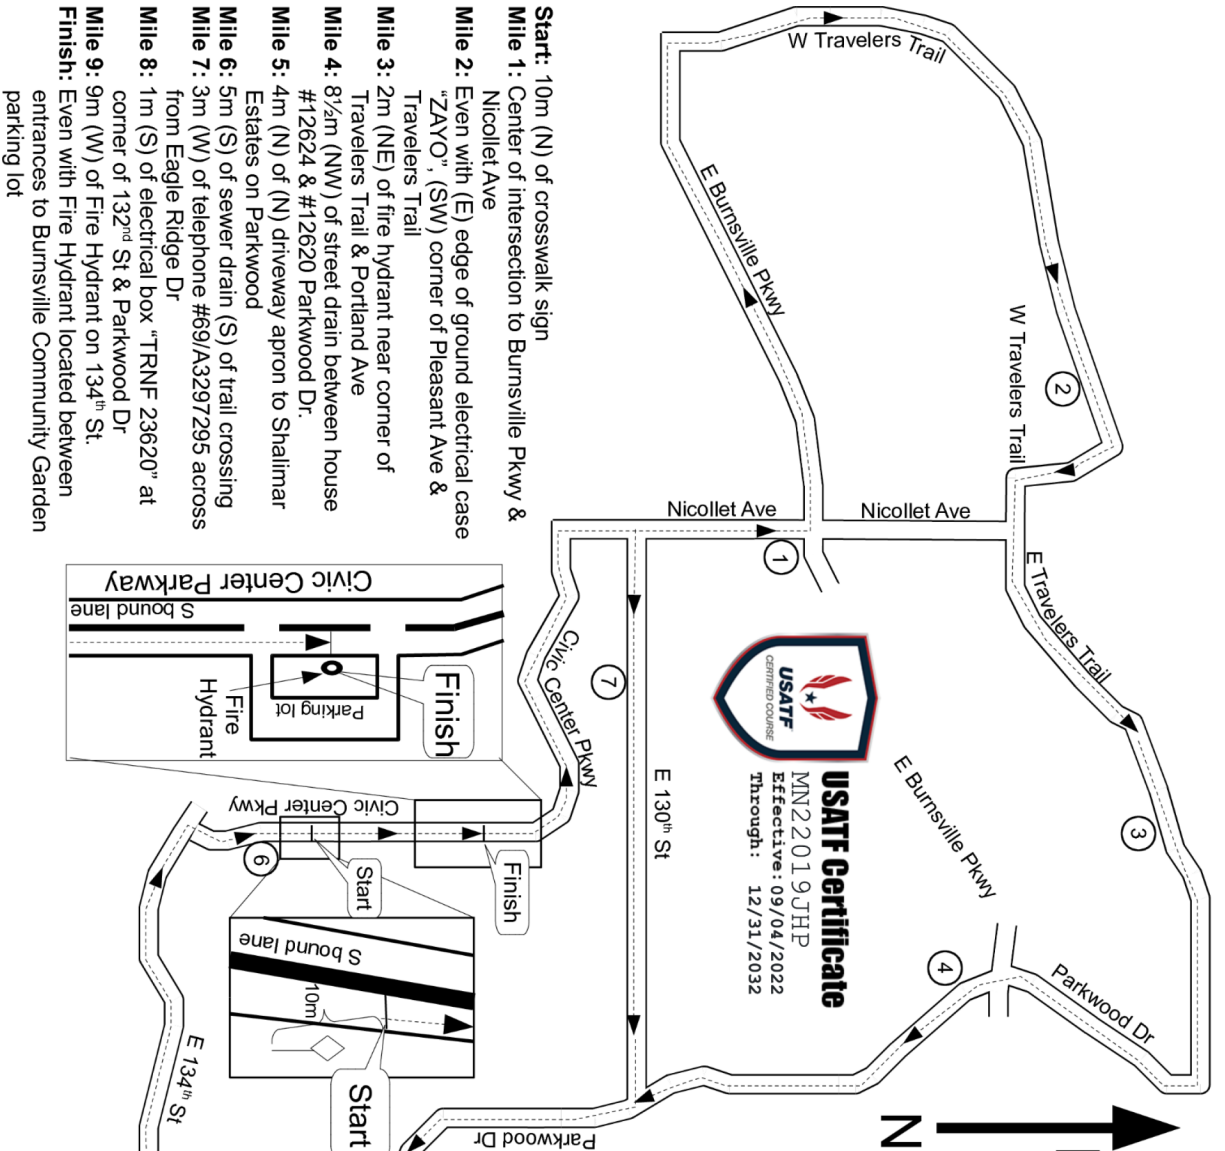 Start: 10m (N) of crosswalk sign
Mile 1: Center of intersection to Burnsville Pkwy &
Nicollet Ave
Mile 2: Even with (E) edge of ground electrical case
"ZAYO", (SW) corner of Pleasant Ave &
Travelers Trail
Mile 3: 2m (NE) of fire hydrant near corner of
Travelers Trail & Portland Ave
Mile 4: 8½m (NW) of street drain between house
#12624 & #12620 Parkwood Dr.
Mile 5: 4m (N) of (N) driveway apron to Shalimar
Estates on Parkwood
Mile 6: 5m (S) of sewer drain (S) of trail crossing
Mile 7: 3m (W) of telephone #69/A3297295 across
from Eagle Ridge Dr
Mile 8: 1m (S) of electrical box "TRNF 23620" at
corner of 132nd St & Parkwood Dr
Mile 9: 9m (W) of Fire Hydrant on 134th St.
Finish: Even with Fire Hydrant located between
entrances to Burnsville Community Garden
parking lot
W Travelers Trail
E Burnsville Pkwy
W Travelers Trail
2
Nicollet Ave
Nicollet Ave
1
E Travelers Trail
Civic Center Pkwy
7
E 130th St
USATF
CERTIFIED COURSE
USATF Certificate
MN22019JHP
Effective: 09/04/2022
Through: 12/31/2032
E Burnsville Pkwy
3
4
Parkwood Dr
Civic Center Parkway
S bound lane
Finish
Parking lot
Fire
Hydrant
Civic Center Pkwy
6
Start
Finish
S bound lane
10m
Start
E 134th St
Parkwood Dr
N